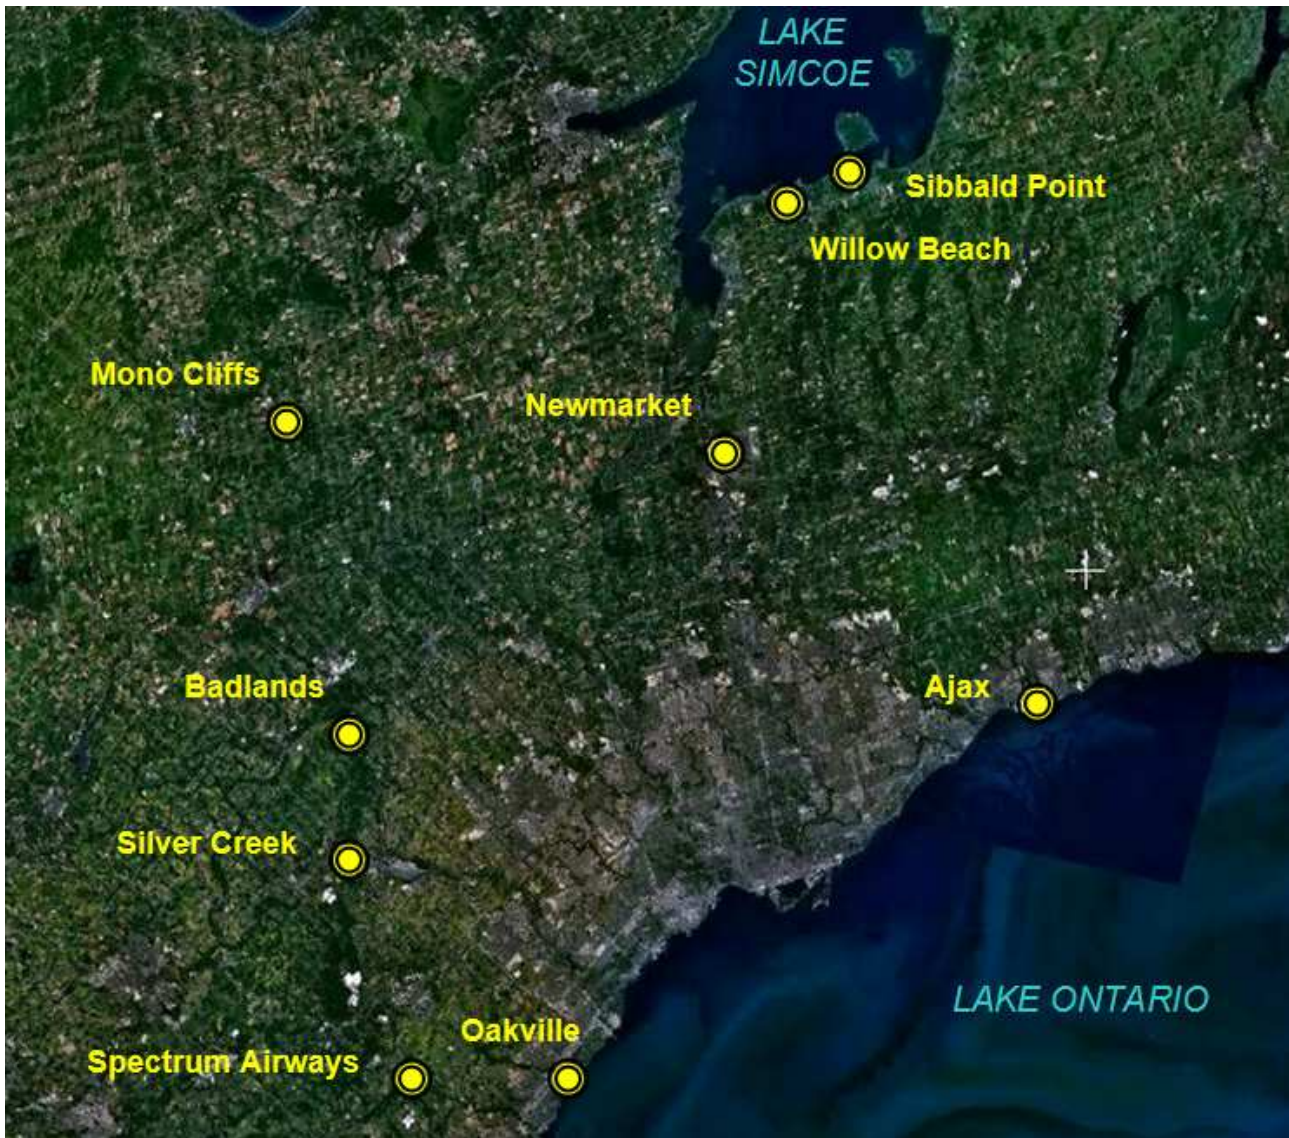 LAKE
SIMCOE
Sibbald Point
Willow Beach
Mono Cliffs
Newmarket
Badlands
Ajax
Silver Creek
LAKE ONTARIO
Oakville
Spectrum Airways